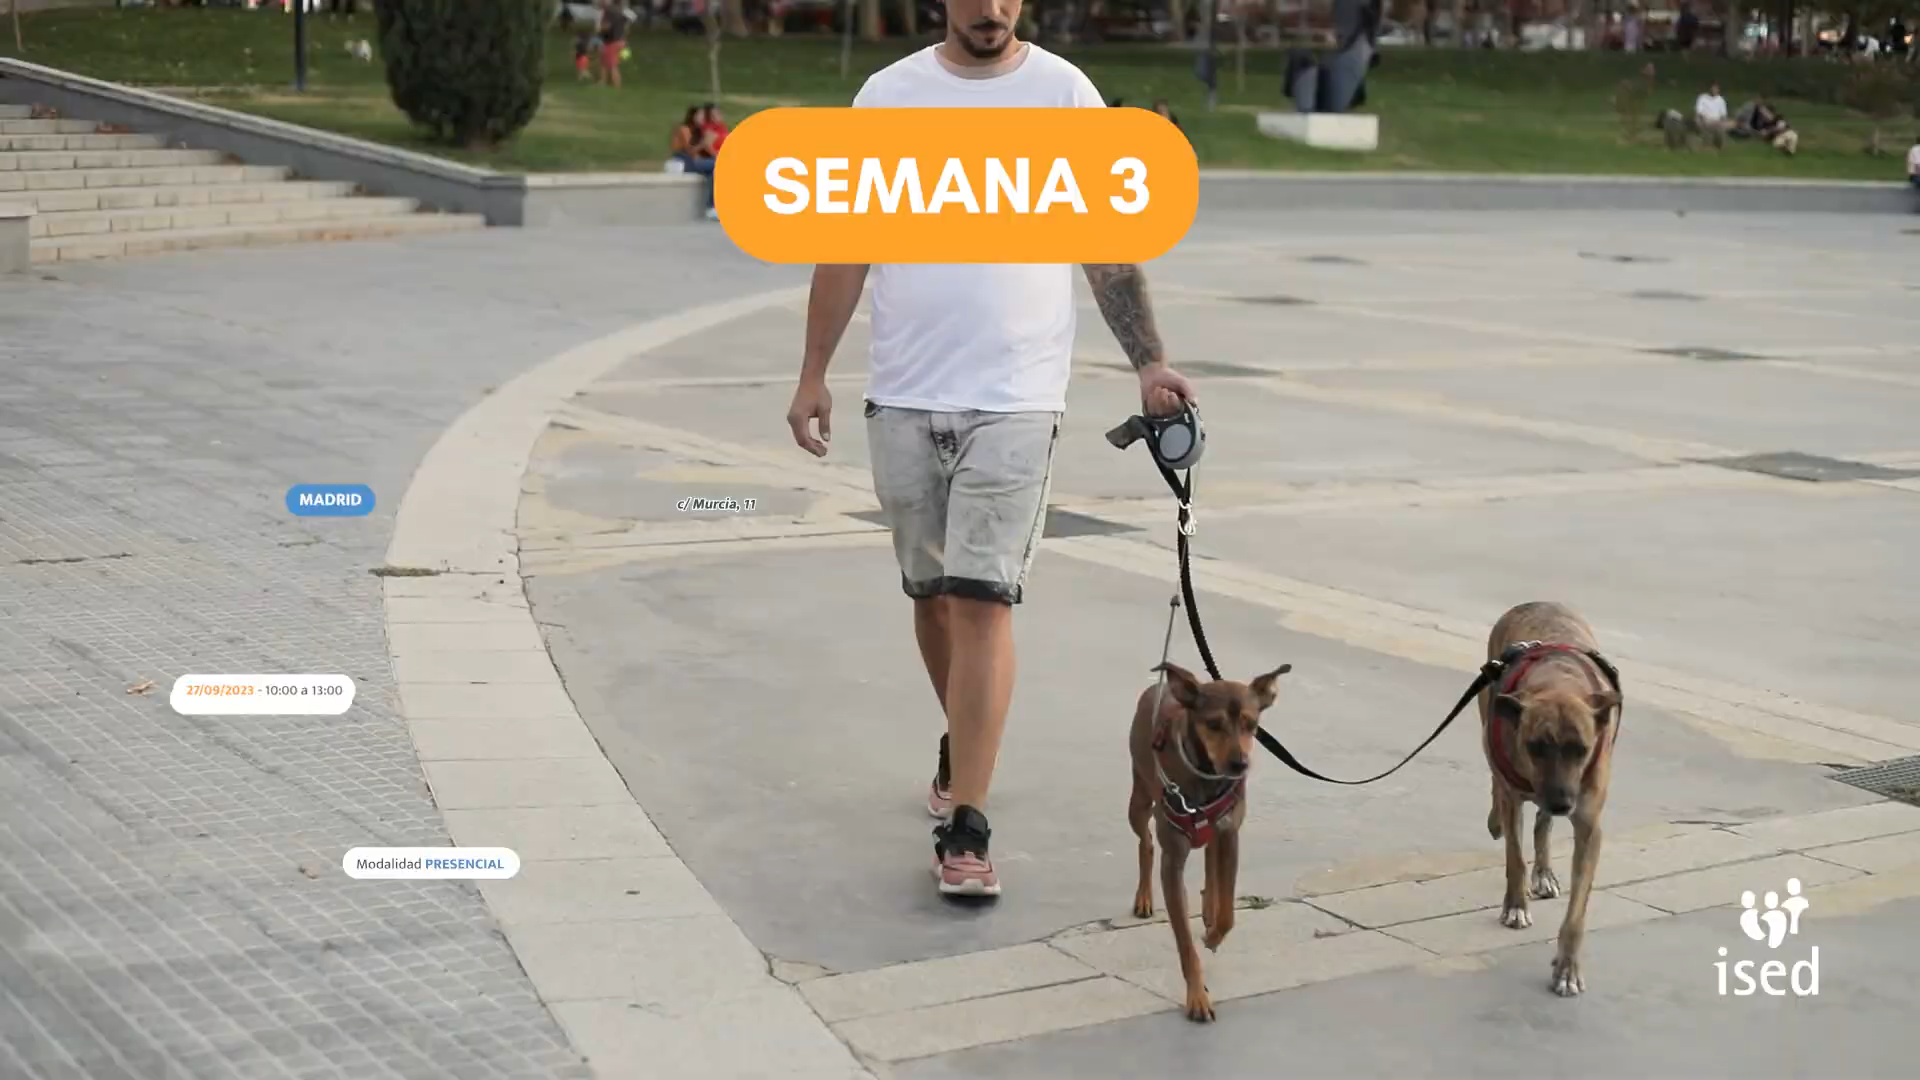 SEMANA 3
MADRID
c/ Murcia, 11
27/09/2023 - 10:00 a 13:00
Modalidad PRESENCIAL
ised